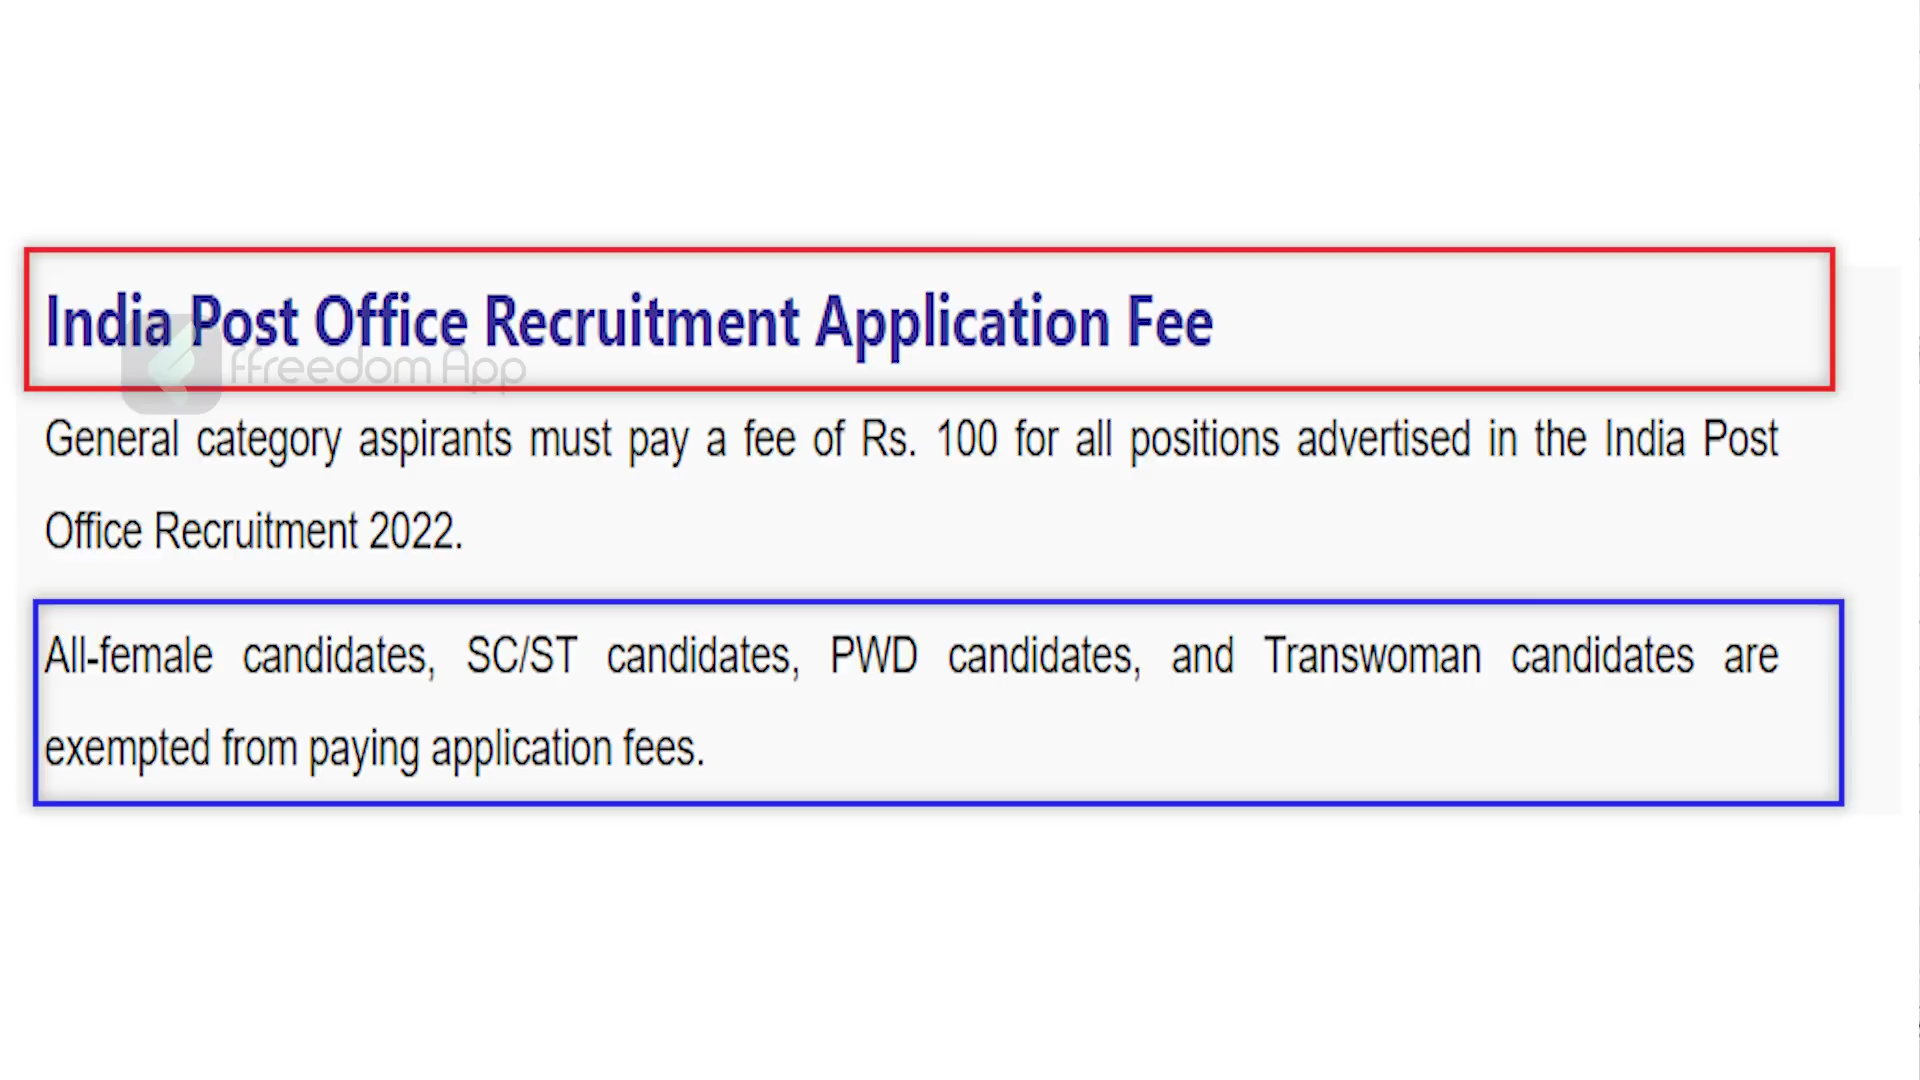 India Post Office Recruitment Application Fee
ffreedom App
General category aspirants must pay a fee of Rs. 100 for all positions advertised in the India Post
Office Recruitment 2022.
All-female candidates, SC/ST candidates, PWD candidates, and Transwoman candidates are
exempted from paying application fees.